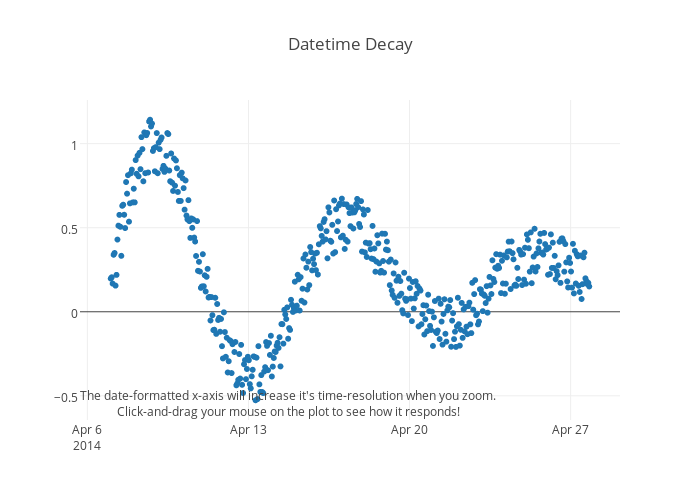 Datetime Decay
1
0.5
0
−0.5
The date-formatted x-axis will increase it's time-resolution when you zoom.
Click-and-drag your mouse on the plot to see how it responds!
Apr 6 Apr 13 Apr 20 Apr 27
2014